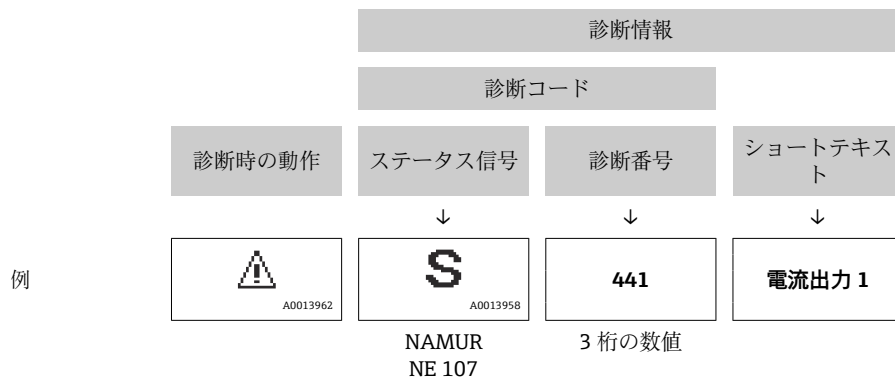 診断情報
診断コード
診断時の動作 ステータス信号 診断番号 ショートテキス
ト
↓ ↓ ↓
例 S 441 電流出力 1
A0013962 A0013958
NAMUR 3 桁の数値
NE 107